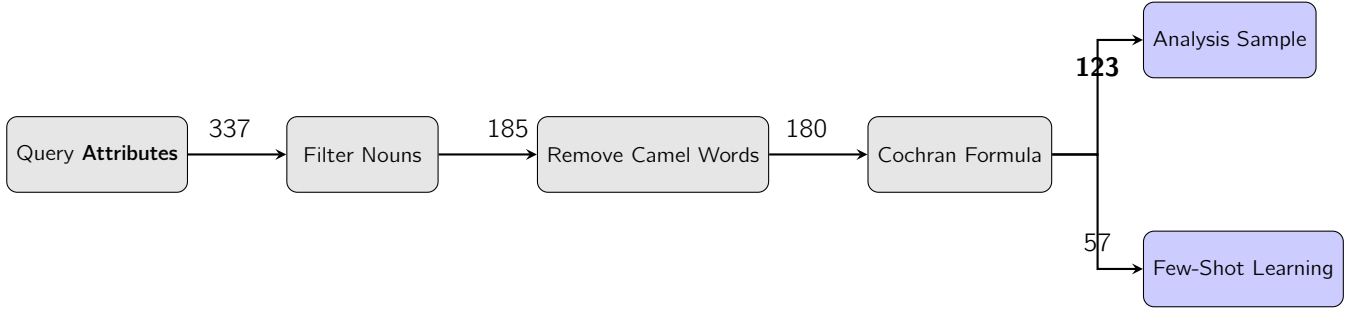 Query Attributes
337
Filter Nouns
185
Remove Camel Words
180
Cochran Formula
123
Analysis Sample
57
Few-Shot Learning